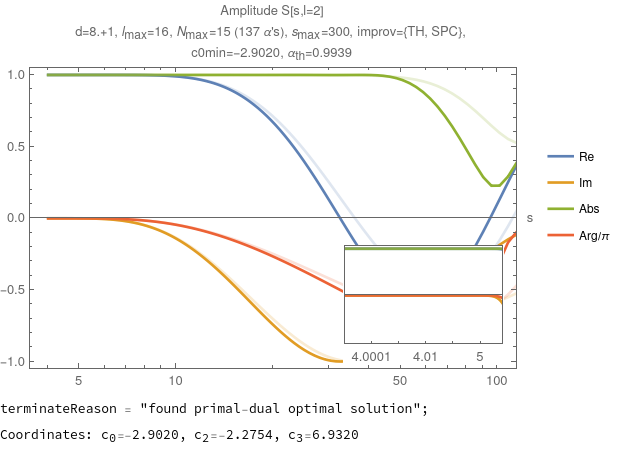 Amplitude S[s,l=2]
d=8.+1, lmax=16, Nmax=15 (137 α's), smax=300, improv={TH, SPC},
c0min=−2.9020, αth=0.9939
1.0
0.5
0.0
−0.5
−1.0
s
Re
Im
Abs
Arg/π
4.0001 4.01 5
5 10 50 100
terminateReason = "found primal-dual optimal solution";
Coordinates: c0=-2.9020, c2=-2.2754, c3=6.9320